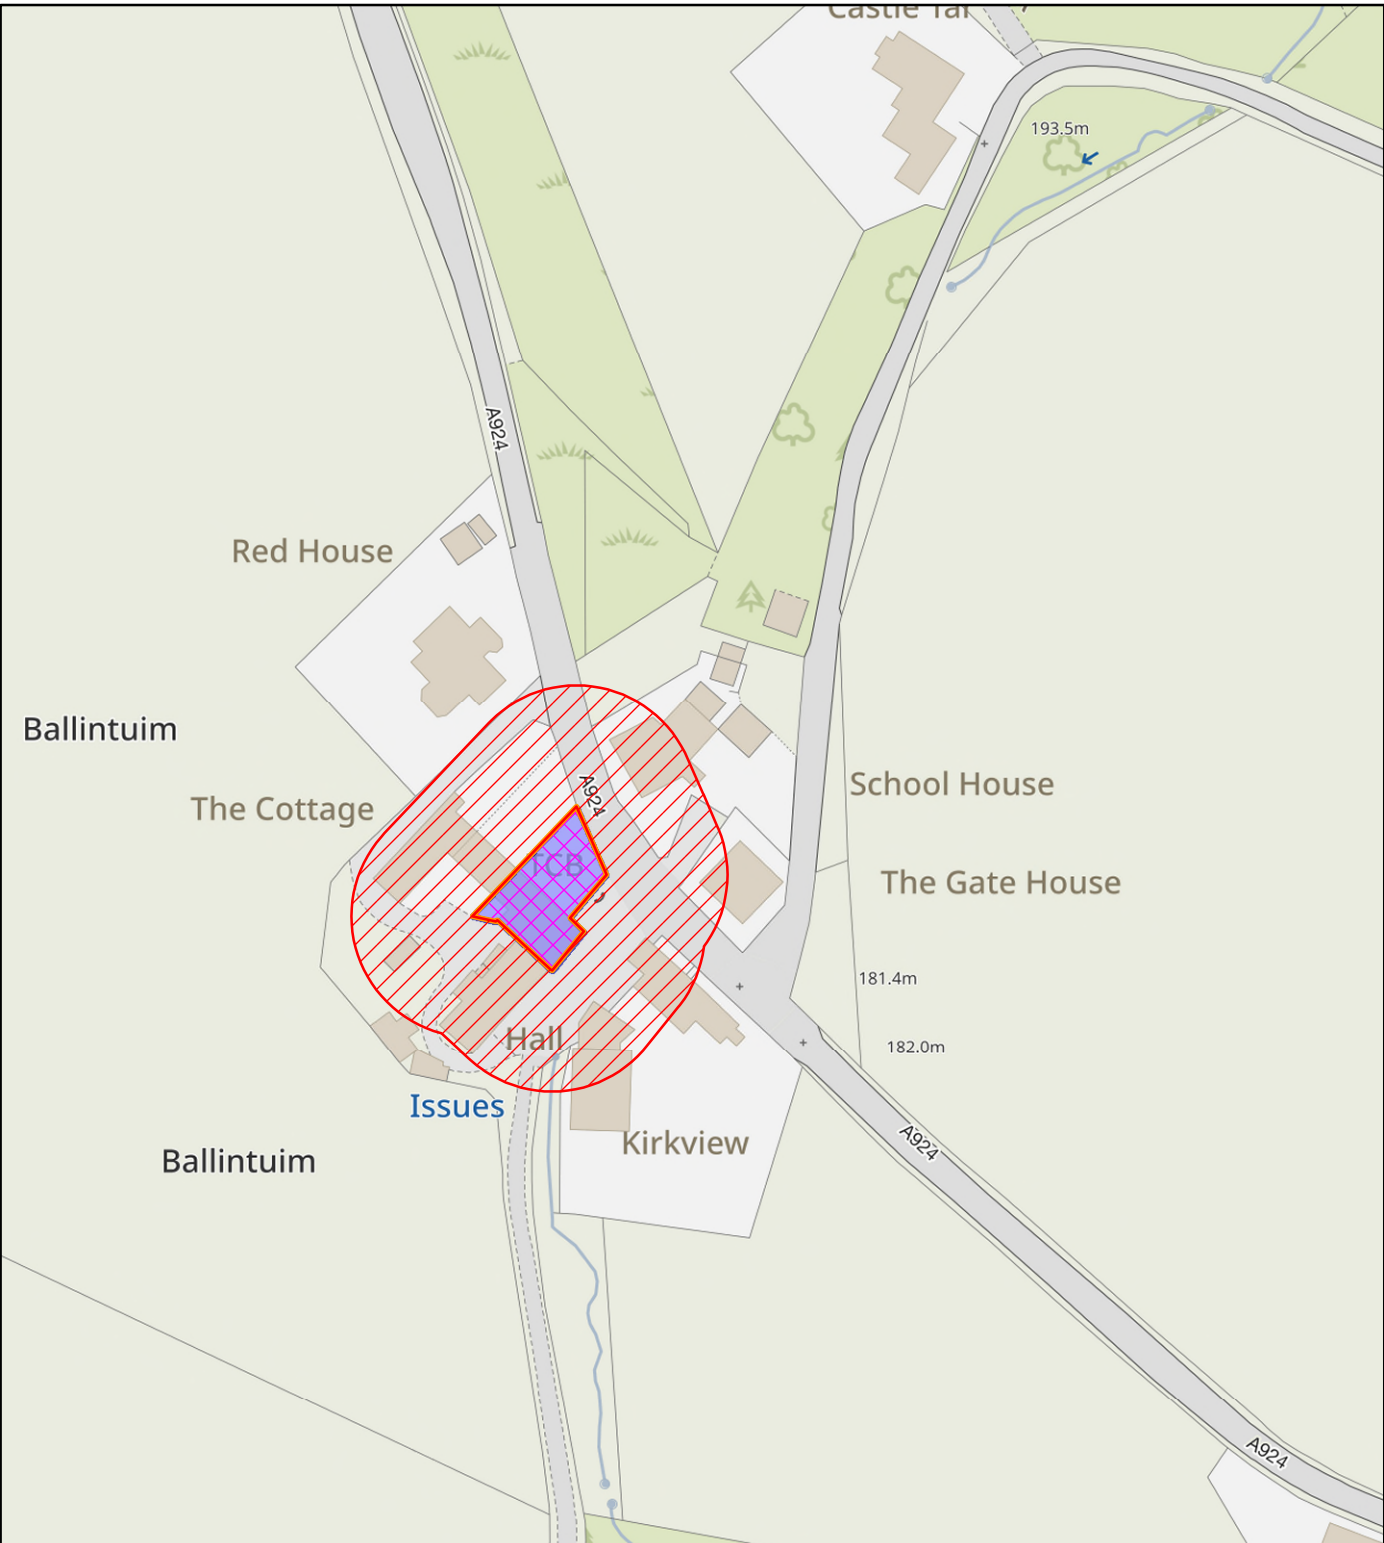 193.5m
A924
Red House
Ballintuim
A924
School House
The Cottage
TCB
The Gate House
181.4m
Hall
182.0m
Issues
Kirkview
A924
Ballintuim
A924